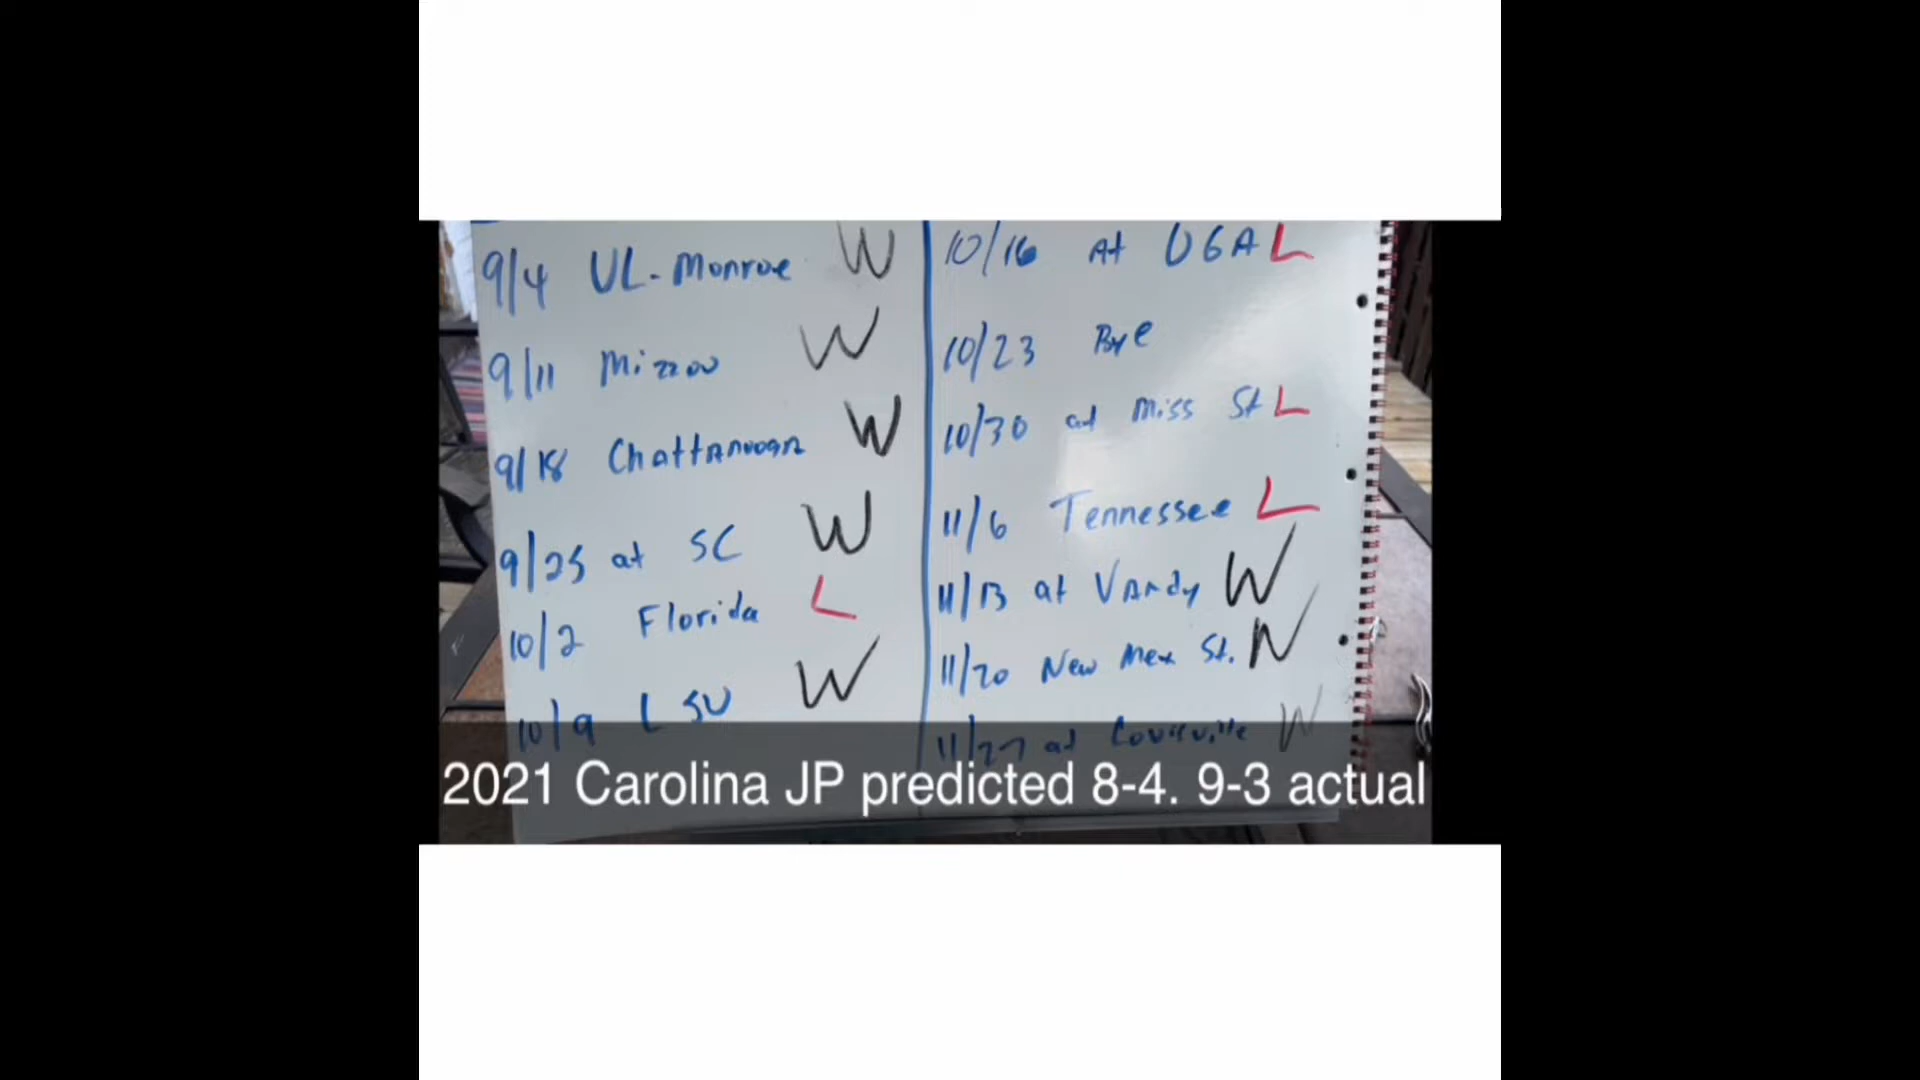 9/4 UL-Monroe W
9/11 Mizzou W
9/18 Chattanooga W
9/25 at SC W
10/2 Florida L
10/9 LSU W
10/16 At UGA L
10/23 Bye
10/30 at Miss St L
11/6 Tennessee L
11/13 at Vandy W
11/20 New Mex St. W
11/27 at Louisville W
2021 Carolina JP predicted 8-4. 9-3 actual